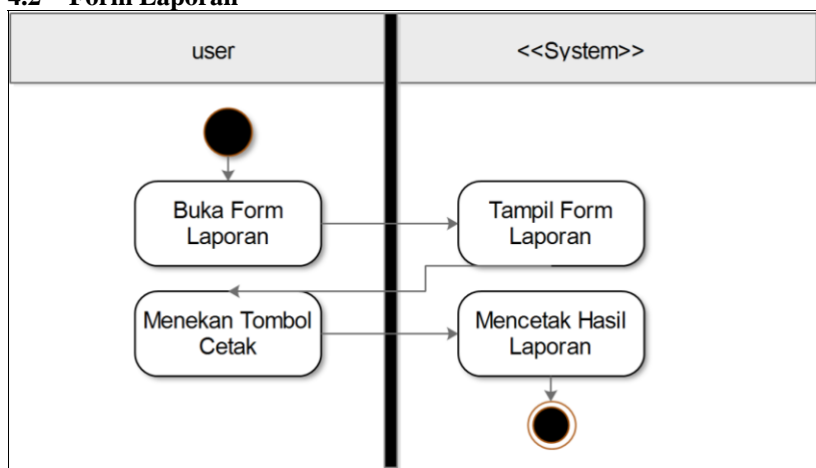 4.2 Form Laporan
user
<<System>>
Buka Form
Laporan
Tampil Form
Laporan
Menekan Tombol
Cetak
Mencetak Hasil
Laporan